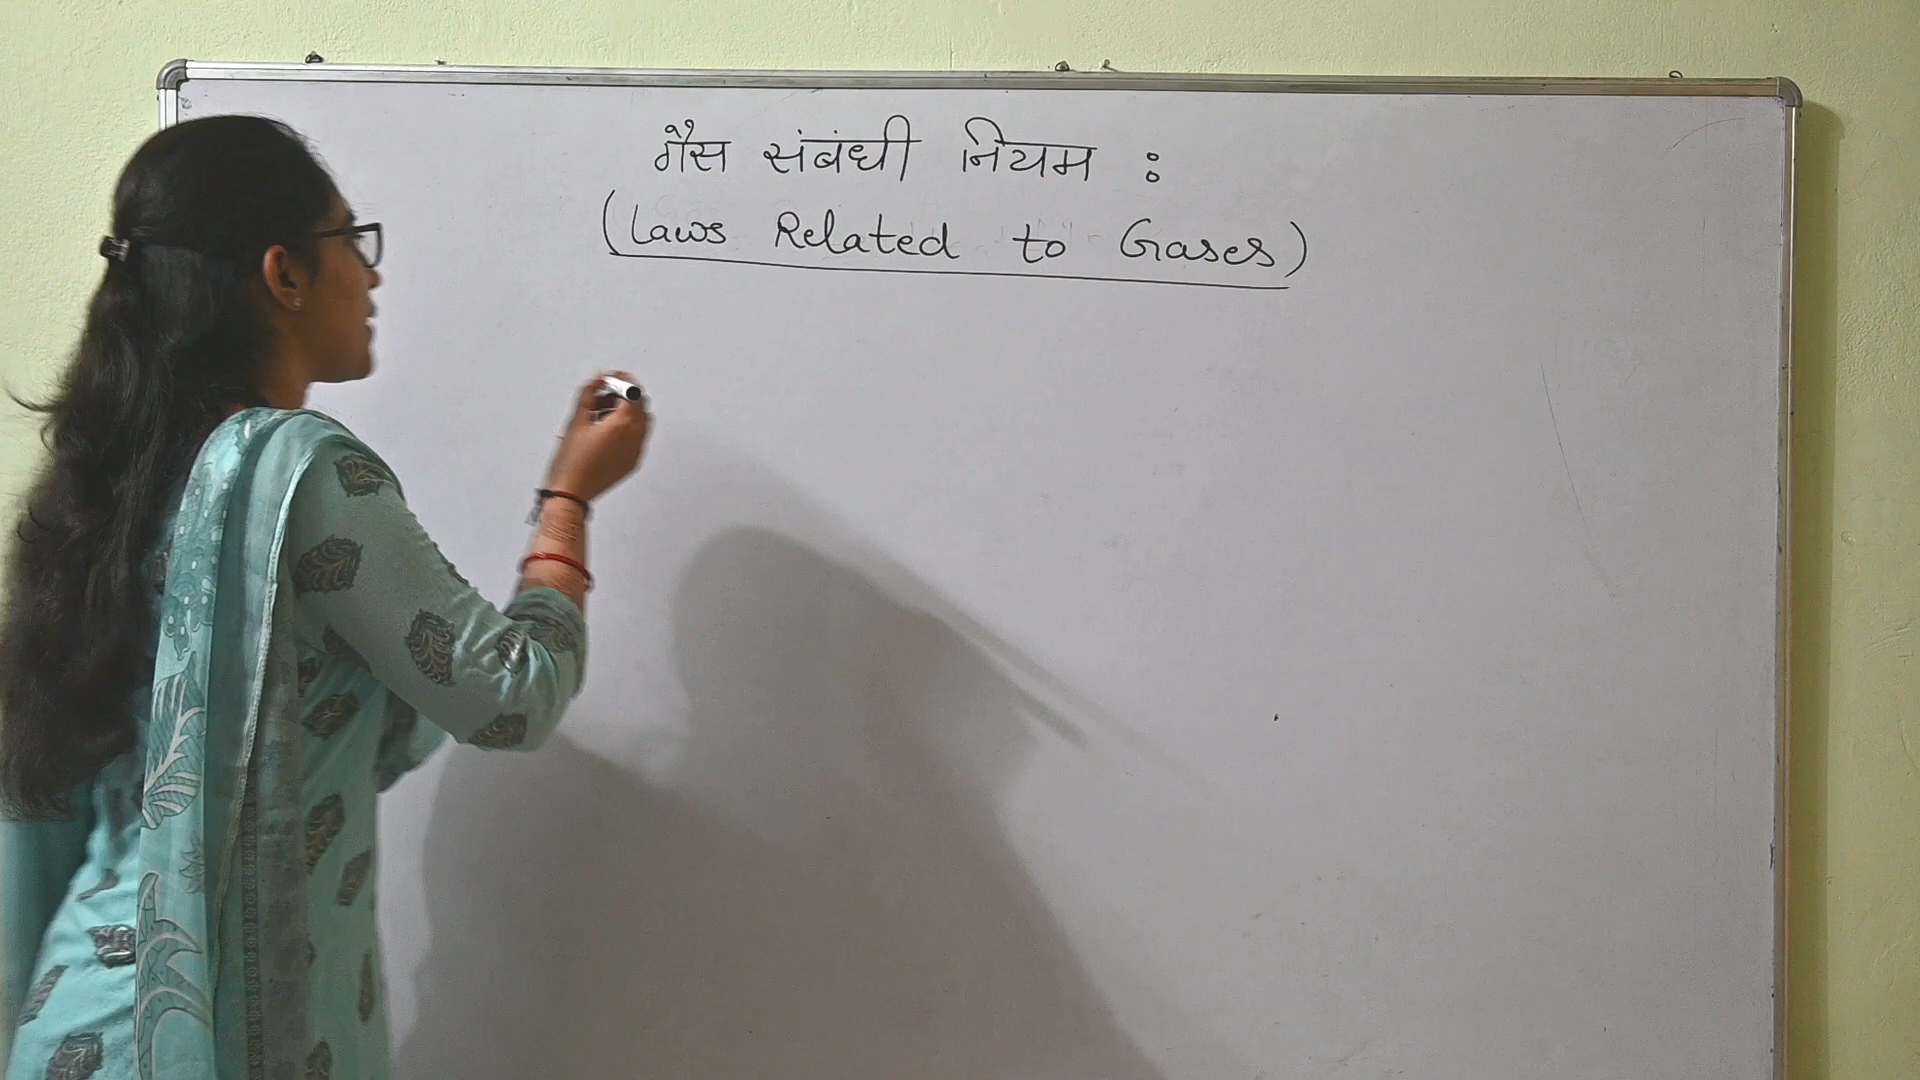 गैस संबंधी नियम :
(Laws Related to Gases)